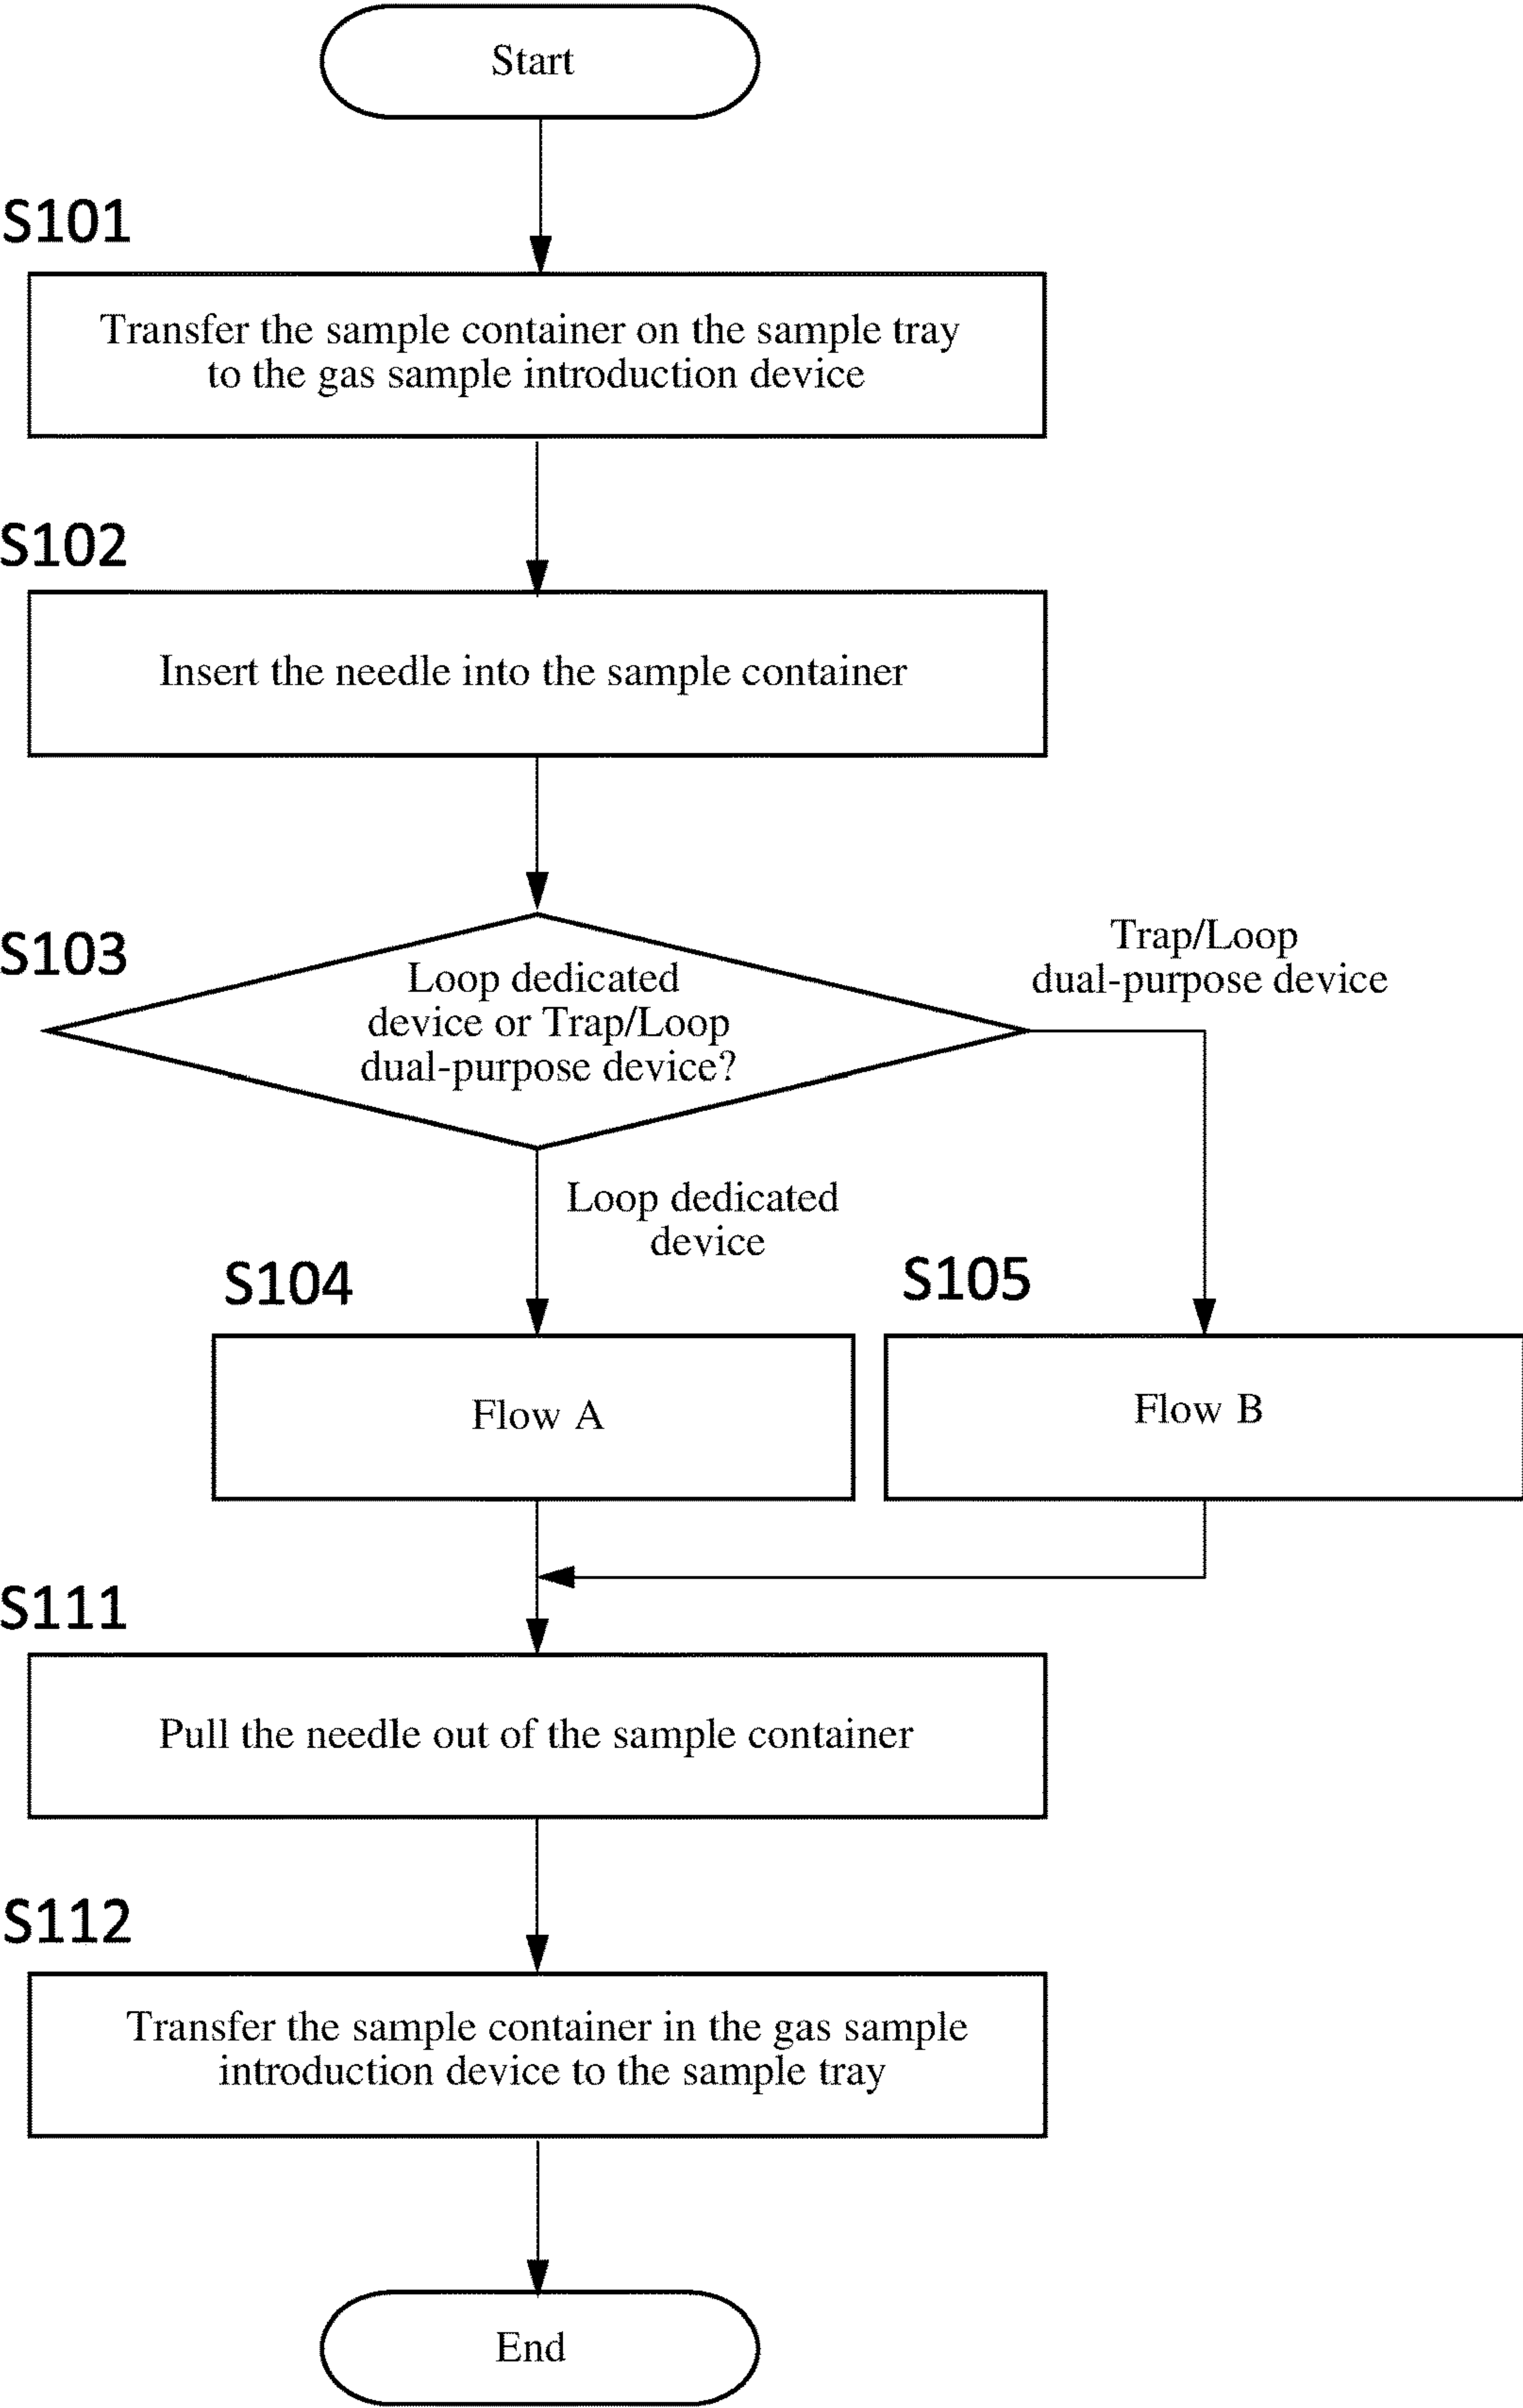 Start
S101
Transfer the sample container on the sample tray
to the gas sample introduction device
S102
Insert the needle into the sample container
S103
Loop dedicated
device or Trap/Loop
dual-purpose device?
Trap/Loop
dual-purpose device
Loop dedicated
device
S104
Flow A
S105
Flow B
S111
Pull the needle out of the sample container
S112
Transfer the sample container in the gas sample
introduction device to the sample tray
End